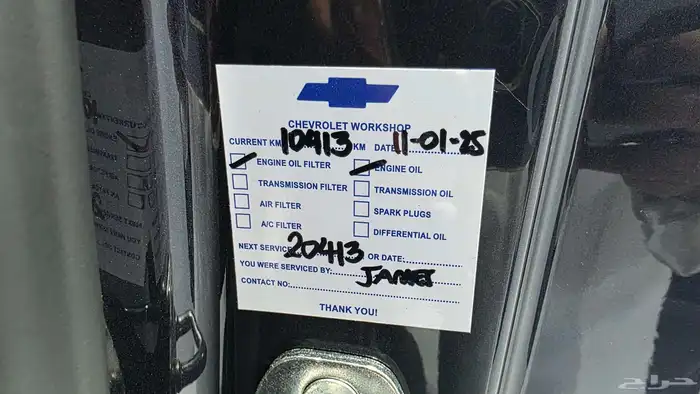 CHEVROLET WORKSHOP
CURRENT KM 10413 KM DATE 11-01-25
ENGINE OIL FILTER ENGINE OIL
TRANSMISSION FILTER TRANSMISSION OIL
AIR FILTER SPARK PLUGS
A/C FILTER DIFFERENTIAL OIL
NEXT SERVICE 20413 OR DATE:
YOU WERE SERVICED BY:
CONTACT NO:
THANK YOU!
حراج